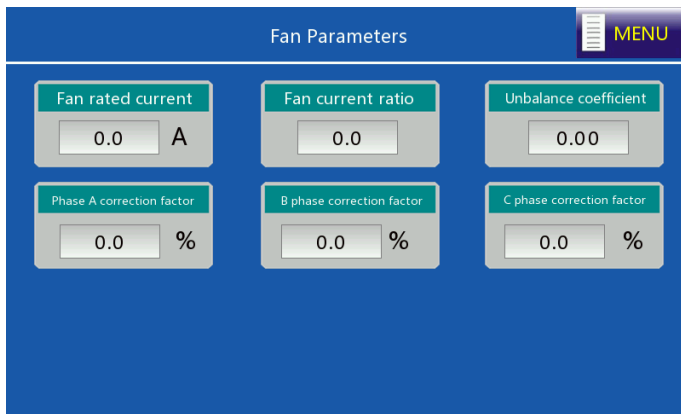 Fan Parameters
MENU
Fan rated current
Fan current ratio
Unbalance coefficient
0.0 A
0.0
0.00
Phase A correction factor
B phase correction factor
C phase correction factor
0.0 %
0.0 %
0.0 %